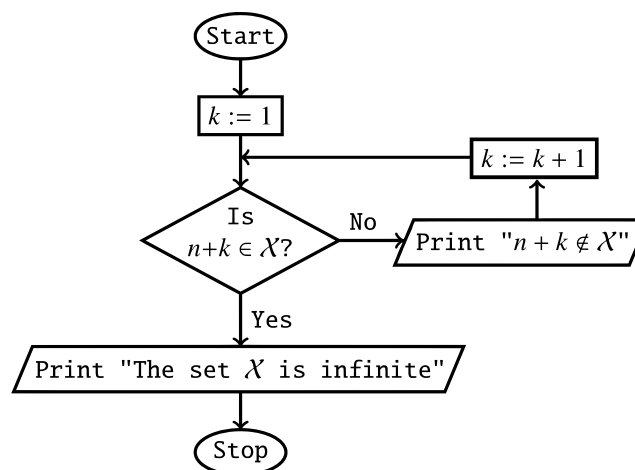 Start
k := 1
k := k + 1
Is
n+k ∈ 𝒳?
No
Print "n + k ∉ 𝒳"
Yes
Print "The set 𝒳 is infinite"
Stop